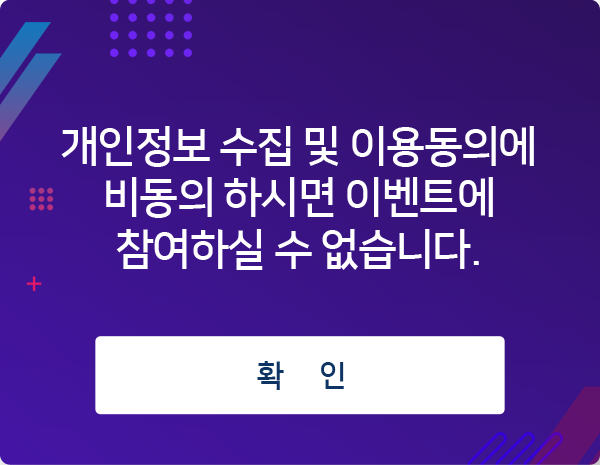 개인정보 수집 및 이용동의에
비동의 하시면 이벤트에
참여하실 수 없습니다.
확 인